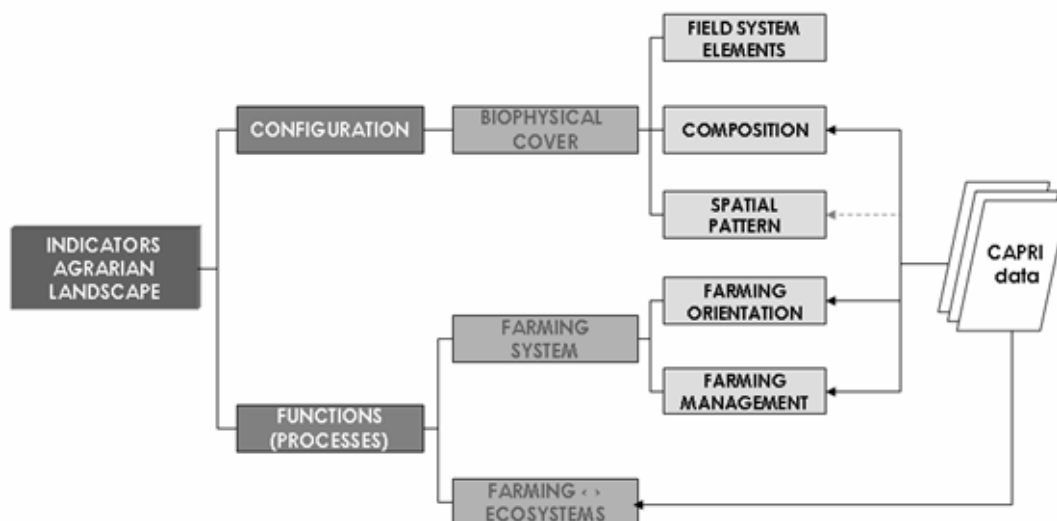 FIELD SYSTEM
ELEMENTS
CONFIGURATION
BIOPHYSICAL
COVER
COMPOSITION
SPATIAL
PATTERN
INDICATORS
AGRARIAN
LANDSCAPE
CAPRI
data
FARMING
ORIENTATION
FARMING
SYSTEM
FARMING
MANAGEMENT
FUNCTIONS
(PROCESSES)
FARMING <>
ECOSYSTEMS